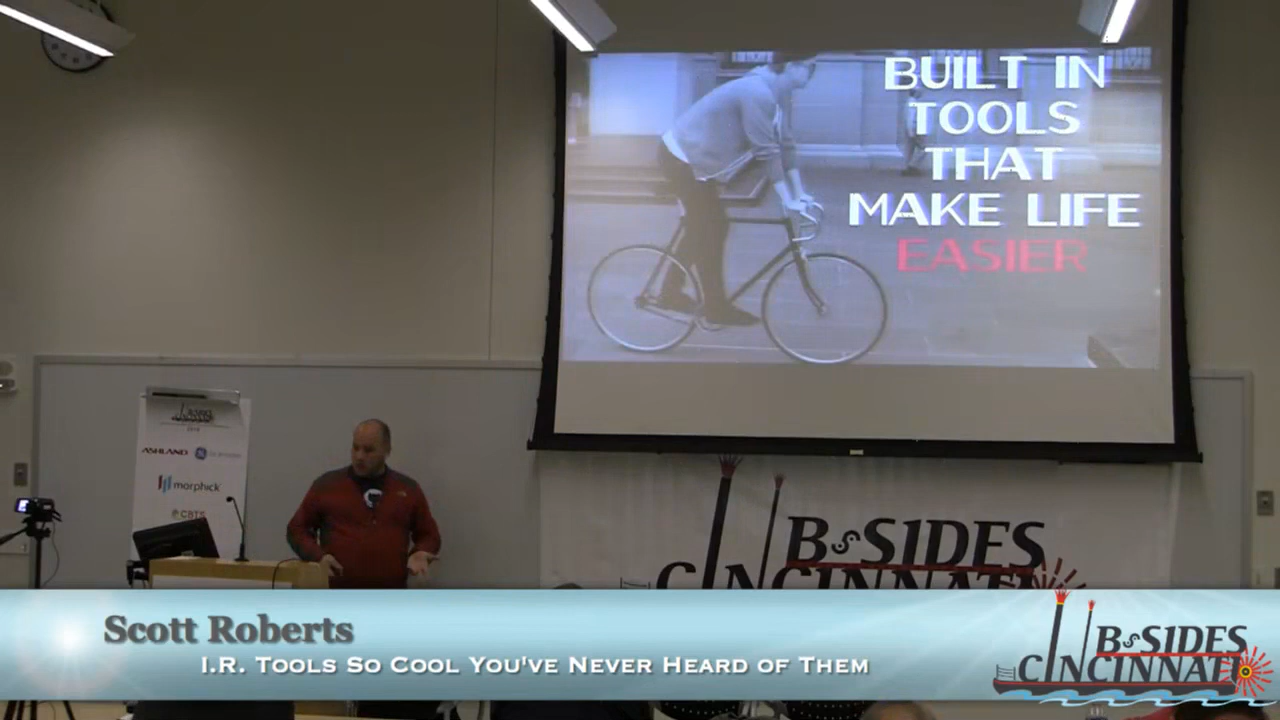 BUILT IN
TOOLS
THAT
MAKE LIFE
EASIER
ASHLAND
morphick
CBTS
B SIDES
CINCINNATI
Scott Roberts
I.R. Tools So Cool You've Never Heard of Them
B SIDES
CINCINNATI